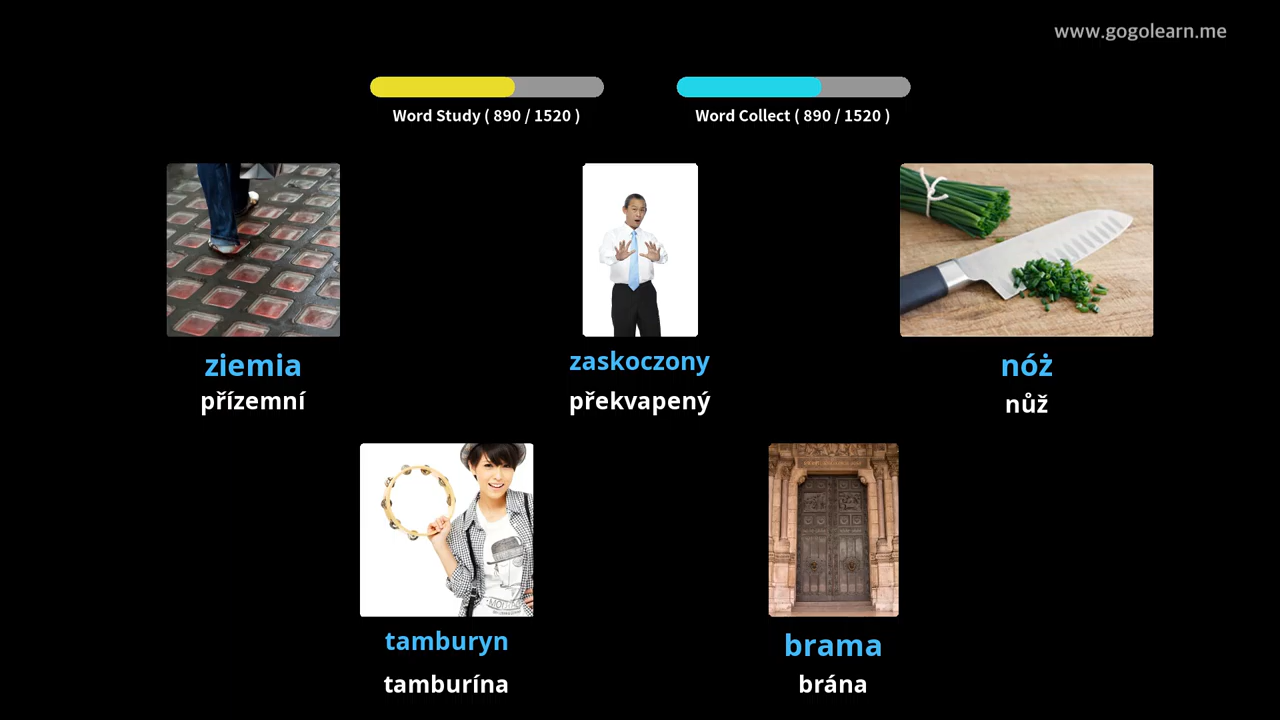 www.gogolearn.me
Word Study ( 890 / 1520 )
Word Collect ( 890 / 1520 )
ziemia
přízemní
zaskoczony
překvapený
nóż
nůž
tamburyn
tamburína
brama
brána